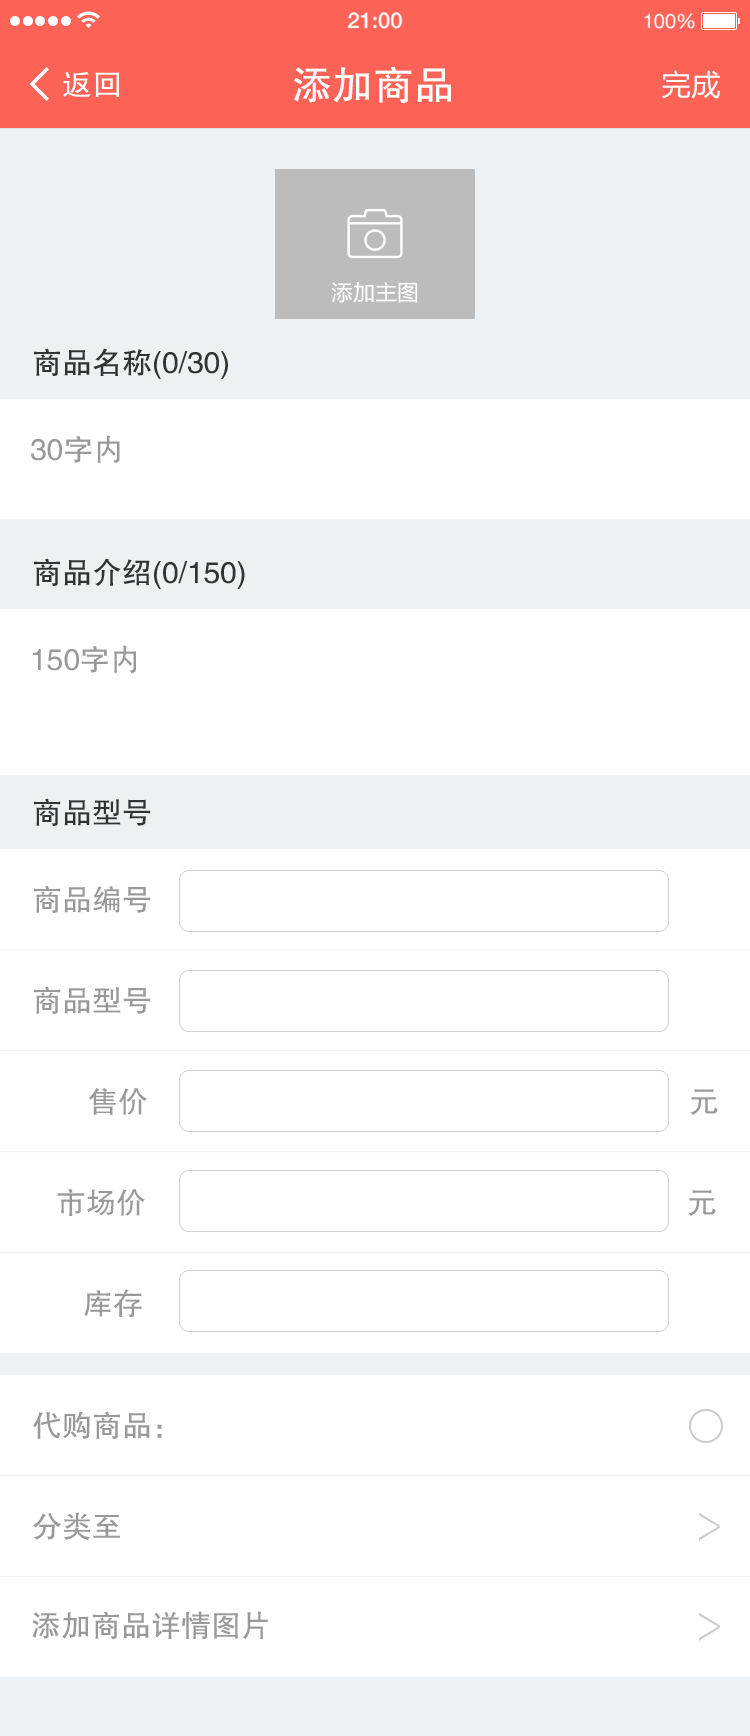 21:00 100%
返回 添加商品 完成
添加主图
商品名称(0/30)
30字内
商品介绍(0/150)
150字内
商品型号
商品编号
商品型号
售价 元
市场价 元
库存
代购商品：
分类至
添加商品详情图片